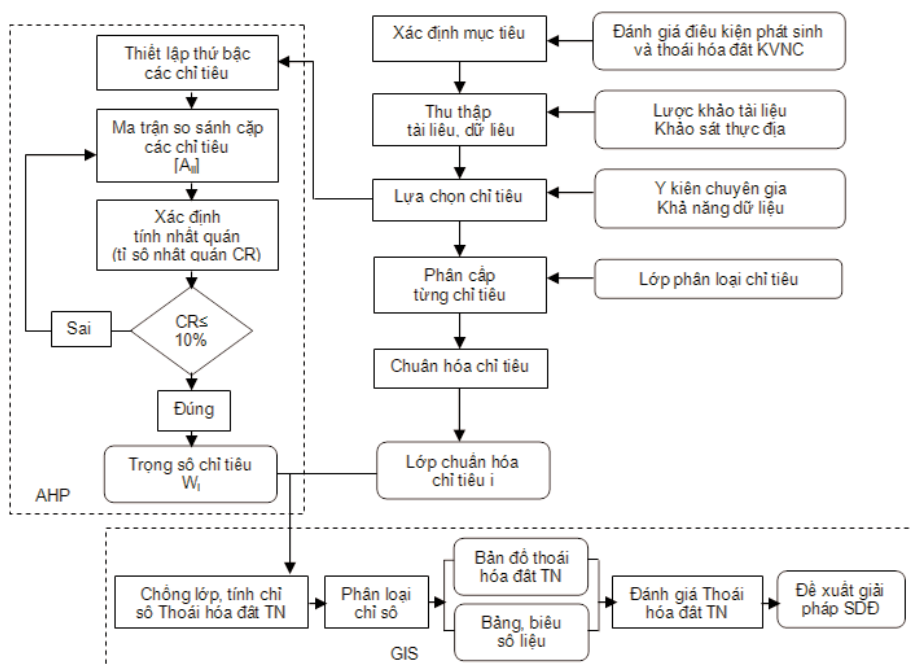 Thiết lập thứ bậc
các chỉ tiêu
Ma trận so sánh cặp
các chỉ tiêu
Xác định
tính nhất quán
(tỉ số nhất quán CR)
CR≤
10%
Sai
Đúng
Trọng số chỉ tiêu
AHP
Xác định mục tiêu
Thu thập
tài liệu, dữ liệu
Lựa chọn chỉ tiêu
Phân cấp
từng chỉ tiêu
Chuẩn hóa chỉ tiêu
Lớp chuẩn hóa
chỉ tiêu i
Đánh giá điều kiện phát sinh
và thoái hóa đất KVNC
Lược khảo tài liệu
Khảo sát thực địa
Y kiên chuyên gia
Khả năng dữ liệu
Lớp phân loại chỉ tiêu
Chồng lớp, tính chỉ
số Thoái hóa đất TN
Phân loại
chỉ số
Bản đồ thoái
hóa đất TN
Bảng, biêu
số liệu
Đánh giá Thoái
hóa đất TN
Đề xuất giải
pháp SDĐ
GIS